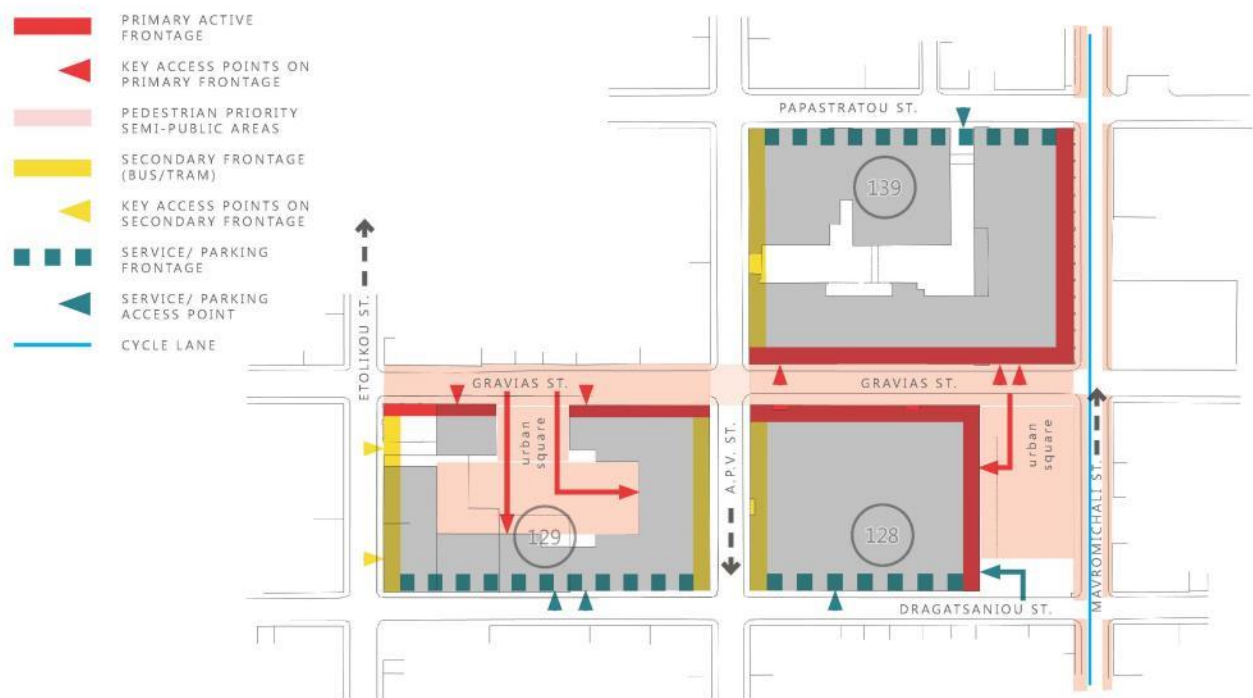 PRIMARY ACTIVE
FRONTAGE
KEY ACCESS POINTS ON
PRIMARY FRONTAGE
PEDESTRIAN PRIORITY
SEMI-PUBLIC AREAS
SECONDARY FRONTAGE
(BUS/TRAM)
KEY ACCESS POINTS ON
SECONDARY FRONTAGE
SERVICE/ PARKING
FRONTAGE
SERVICE/ PARKING
ACCESS POINT
CYCLE LANE
PAPASTRATOU ST.
139
ETOLIKOU ST.
GRAVIAS ST.
GRAVIAS ST.
urban
square
A.P.V. ST.
urban
square
MAVROMICHALI ST.
129
128
DRAGATSANIOU ST.